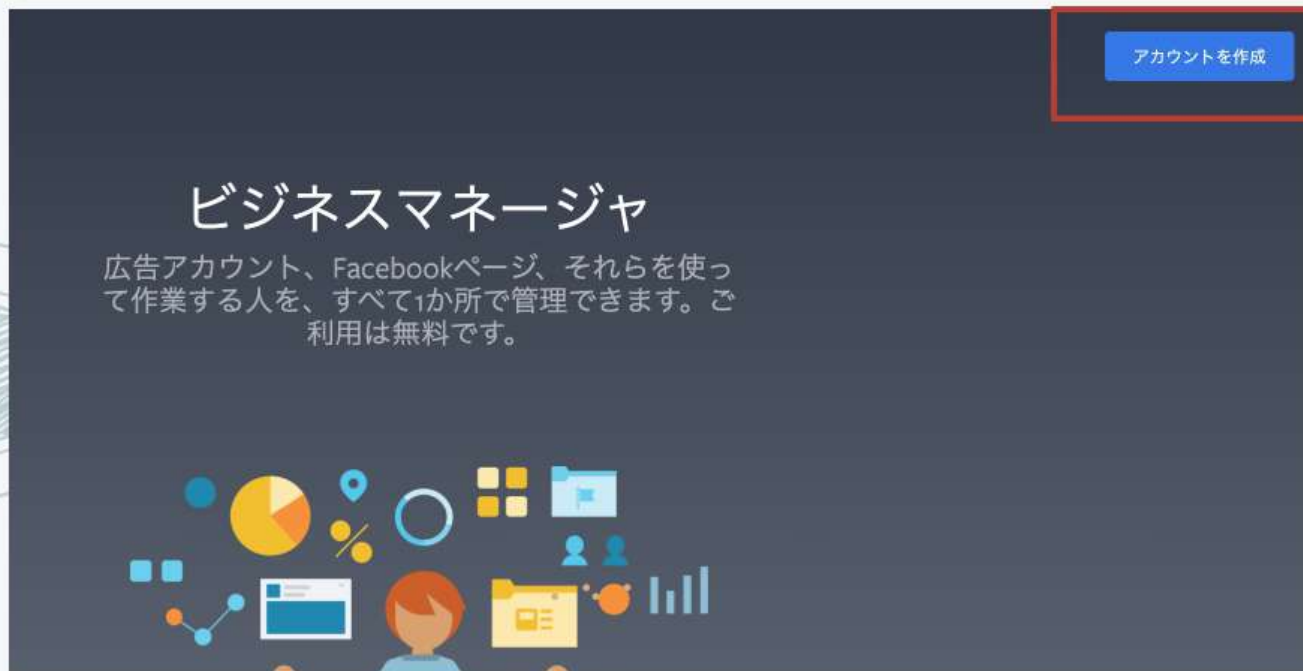 アカウントを作成
ビジネスマネージャ
広告アカウント、Facebookページ、それらを使っ
て作業する人を、すべて1か所で管理できます。ご
利用は無料です。